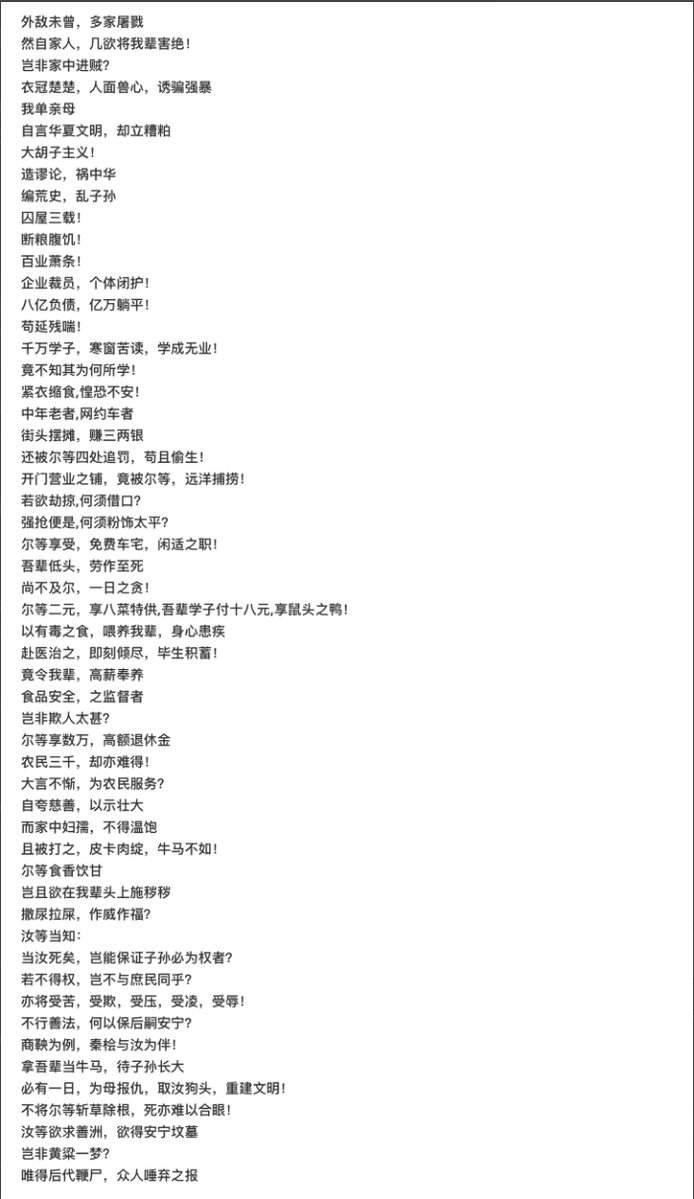 外敌未曾，多家屠戮
然自家人，几欲将我辈害绝！
岂非家中进贼？
衣冠楚楚，人面兽心，诱骗强暴
我单亲母
自言华夏文明，却立糟粕
大胡子主义！
造谬论，祸中华
编荒史，乱子孙
囚屋三载！
断粮腹饥！
百业萧条！
企业裁员，个体闭护！
八亿负债，亿万躺平！
苟延残喘！
千万学子，寒窗苦读，学成无业！
竟不知其为何所学！
紧衣缩食,惶恐不安！
中年老者,网约车者
街头摆摊，赚三两银
还被尔等四处追罚，苟且偷生！
开门营业之铺，竟被尔等，远洋捕捞！
若欲劫掠,何须借口？
强抢便是,何须粉饰太平？
尔等享受，免费车宅，闲适之职！
吾辈低头，劳作至死
尚不及尔，一日之贪！
尔等二元，享八菜特供,吾辈学子付十八元,享鼠头之鸭！
以有毒之食，喂养我辈，身心患疾
赴医治之，即刻倾尽，毕生积蓄！
竟令我辈，高薪奉养
食品安全，之监督者
岂非欺人太甚？
尔等享数万，高额退休金
农民三千，却亦难得！
大言不惭，为农民服务？
自夸慈善，以示壮大
而家中妇孺，不得温饱
且被打之，皮卡肉绽，牛马不如！
尔等食香饮甘
岂且欲在我辈头上施秽秽
撒尿拉屎，作威作福？
汝等当知：
当汝死矣，岂能保证子孙必为权者？
若不得权，岂不与庶民同乎？
亦将受苦，受欺，受压，受凌，受辱！
不行善法，何以保后嗣安宁？
商鞅为例，秦桧与汝为伴！
拿吾辈当牛马，待子孙长大
必有一日，为母报仇，取汝狗头，重建文明！
不将尔等斩草除根，死亦难以合眼！
汝等欲求善洲，欲得安宁坟墓
岂非黄粱一梦？
唯得后代鞭尸，众人唾弃之报